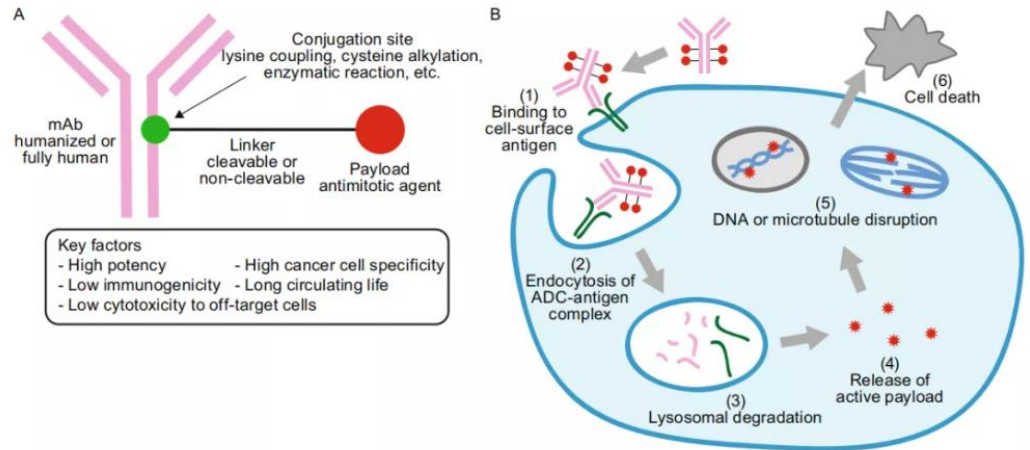 A
Conjugation site
lysine coupling, cysteine alkylation,
enzymatic reaction, etc.
mAb
humanized or
fully human
Linker
cleavable or
non-cleavable
Payload
antimitotic agent
Key factors
- High potency - High cancer cell specificity
- Low immunogenicity - Long circulating life
- Low cytotoxicity to off-target cells
B
(1)
Binding to
cell-surface
antigen
(2)
Endocytosis of
ADC-antigen
complex
(3)
Lysosomal degradation
(4)
Release of
active payload
(5)
DNA or microtubule disruption
(6)
Cell death